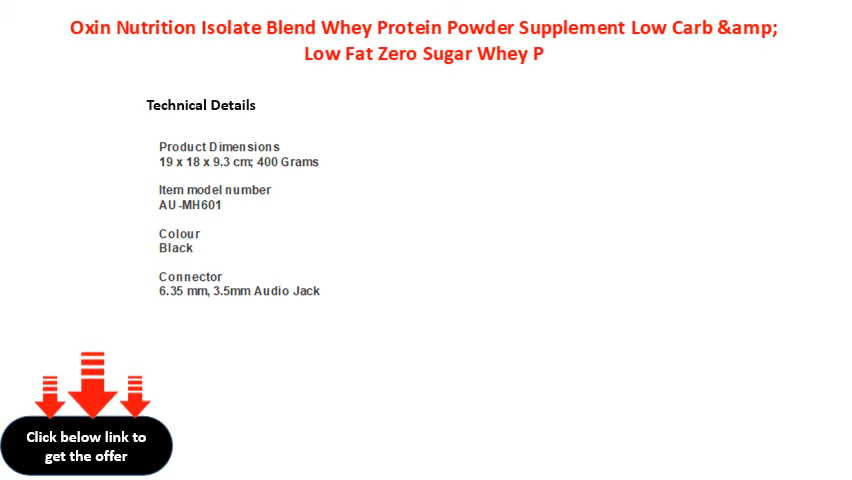 Oxin Nutrition Isolate Blend Whey Protein Powder Supplement Low Carb &amp;
Low Fat Zero Sugar Whey P
Technical Details
Product Dimensions
19 x 18 x 9.3 cm; 400 Grams
Item model number
AU-MH601
Colour
Black
Connector
6.35 mm, 3.5mm Audio Jack
Click below link to
get the offer